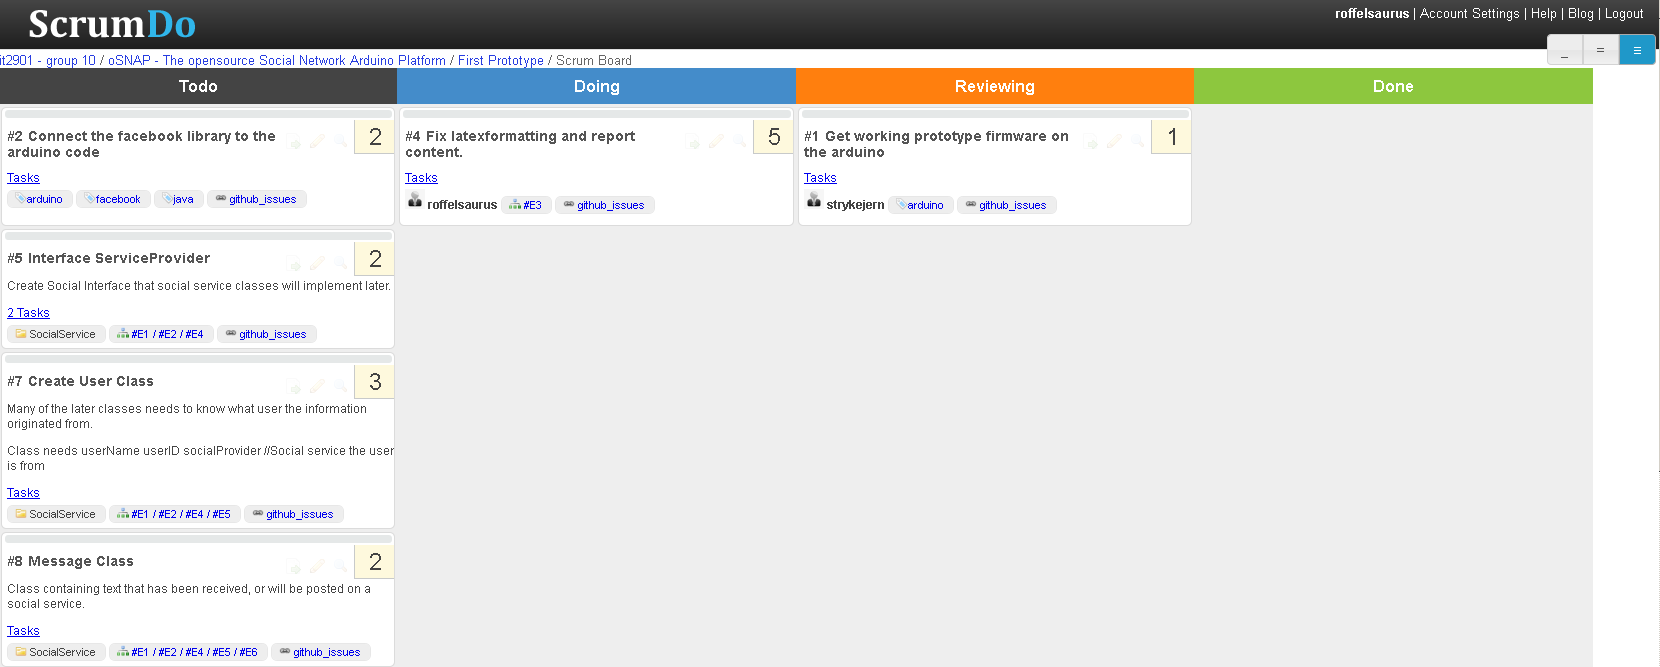 ScrumDo
roffelsaurus | Account Settings | Help | Blog | Logout
it2901 - group 10 / oSNAP - The opensource Social Network Arduino Platform / First Prototype / Scrum Board
Todo
Doing
Reviewing
Done
#2 Connect the facebook library to the
arduino code
2
Tasks
arduino
facebook
java
github_issues
#5 Interface ServiceProvider
2
Create Social Interface that social service classes will implement later.
2 Tasks
SocialService
#E1 / #E2 / #E4
github_issues
#7 Create User Class
3
Many of the later classes needs to know what user the information
originated from.
Class needs userName userID socialProvider //Social service the user
is from
Tasks
SocialService
#E1 / #E2 / #E4 / #E5
github_issues
#8 Message Class
2
Class containing text that has been received, or will be posted on a
social service.
Tasks
SocialService
#E1 / #E2 / #E4 / #E5 / #E6
github_issues
#4 Fix latexformatting and report
content.
5
Tasks
roffelsaurus
#E3
github_issues
#1 Get working prototype firmware on
the arduino
1
Tasks
strykejern
arduino
github_issues